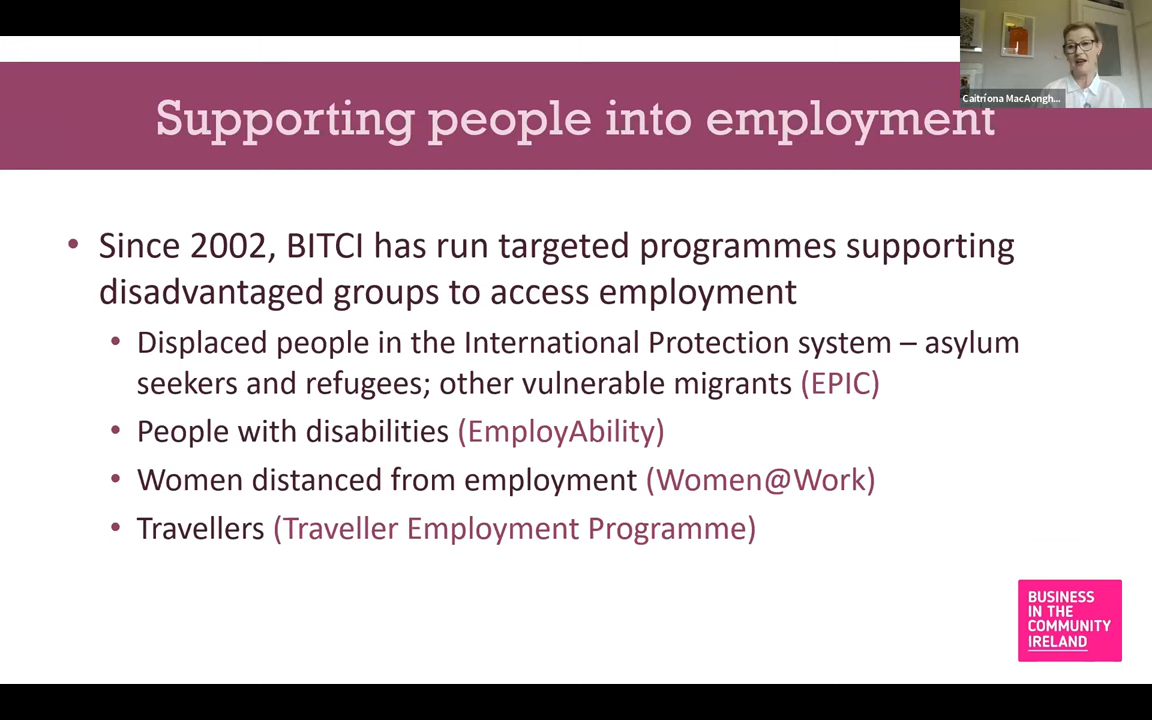 Caitríona MacAongh...
Supporting people into employment
• Since 2002, BITCI has run targeted programmes supporting
disadvantaged groups to access employment
• Displaced people in the International Protection system – asylum
seekers and refugees; other vulnerable migrants (EPIC)
• People with disabilities (EmployAbility)
• Women distanced from employment (Women@Work)
• Travellers (Traveller Employment Programme)
BUSINESS
IN THE
COMMUNITY
IRELAND